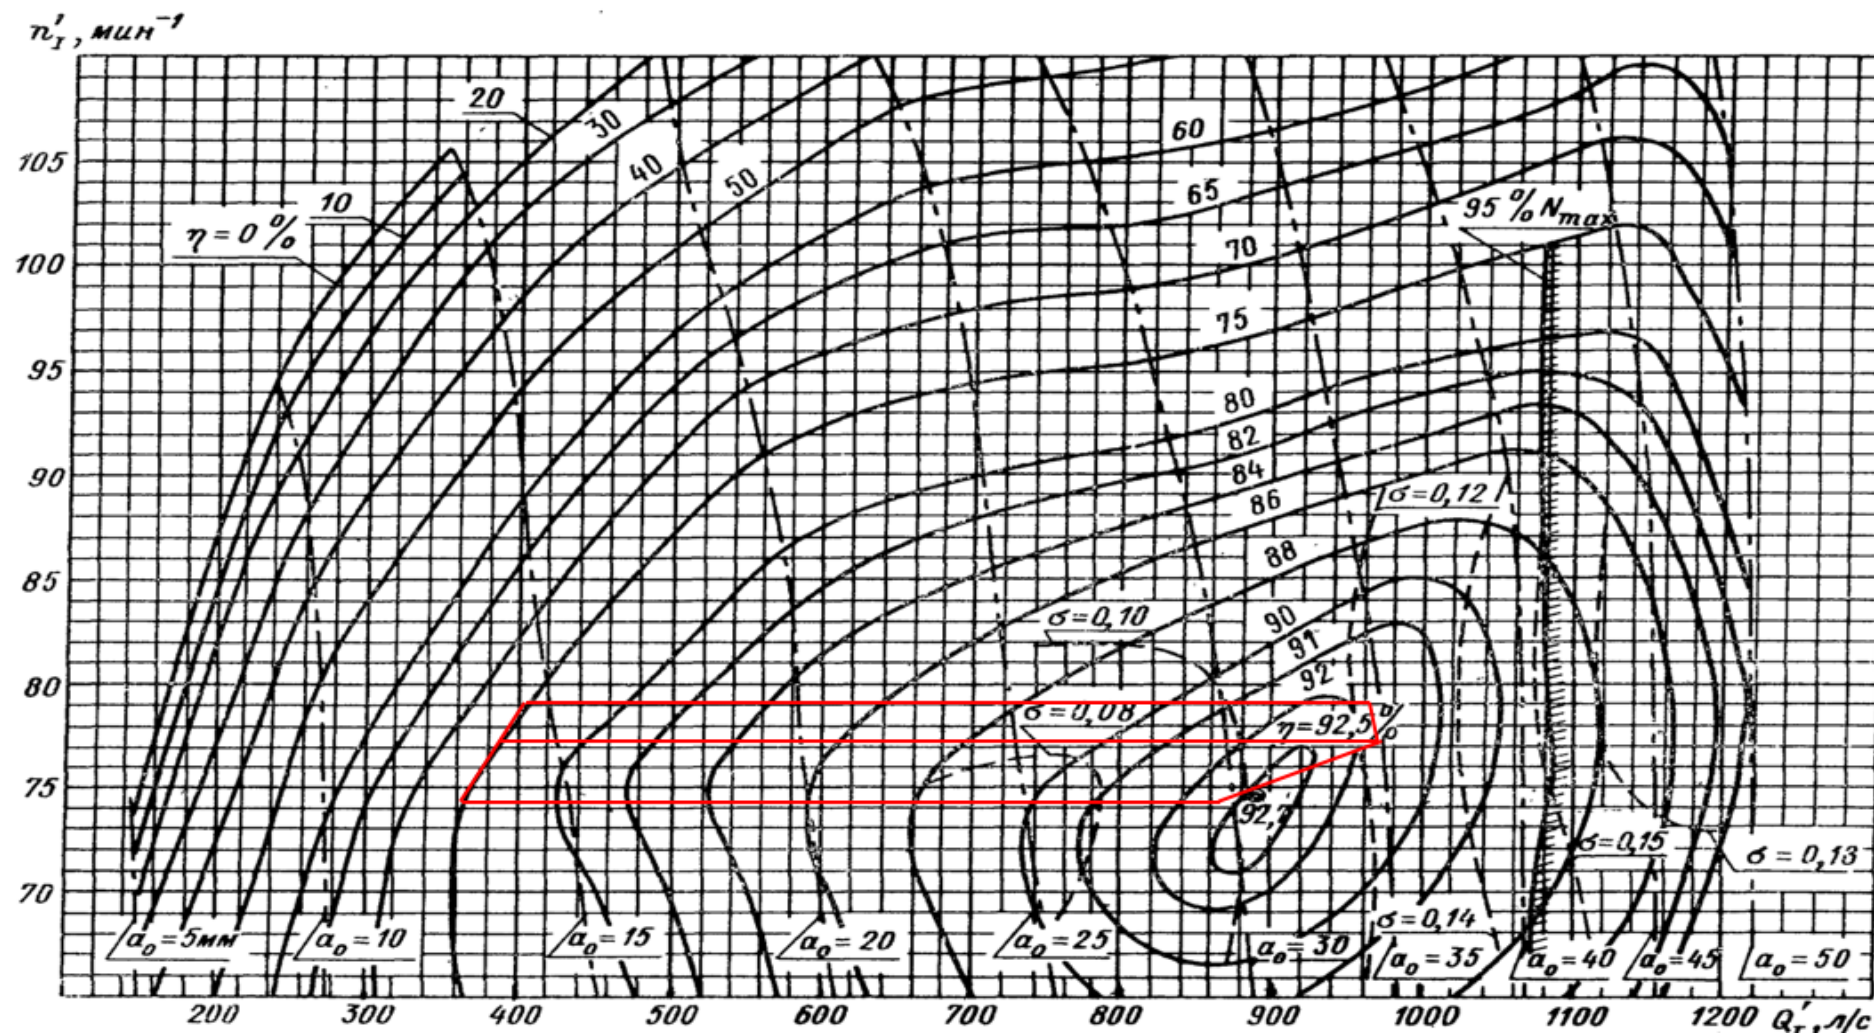 n'I, мин⁻¹
20
30
105
40
60
10
50
65
η = 0 %
95 % Nmax
100
70
75
95
80
82
90
84
σ=0,12
86
88
85
σ=0,10
90
91
92
80
σ=0,08
η=92,5%
75
92,7
σ=0,15
σ = 0,13
70
σ=0,14
a₀ = 5мм
a₀ = 10
a₀ = 15
a₀ = 20
a₀ = 25
a₀ = 30
a₀ = 35
a₀ = 40
a₀ = 45
a₀ = 50
200 300 400 500 600 700 800 900 1000 1100 1200 Q'I, л/с